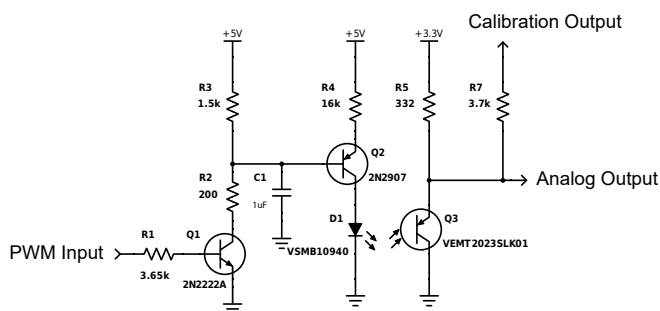 Calibration Output
+5V
+5V
+3.3V
R3
1.5k
R4
16k
R5
332
R7
3.7k
Q2
2N2907
R2
200
C1
1uF
Analog Output
D1
VSMB10940
Q3
VEMT2023SLK01
PWM Input
R1
3.65k
Q1
2N2222A